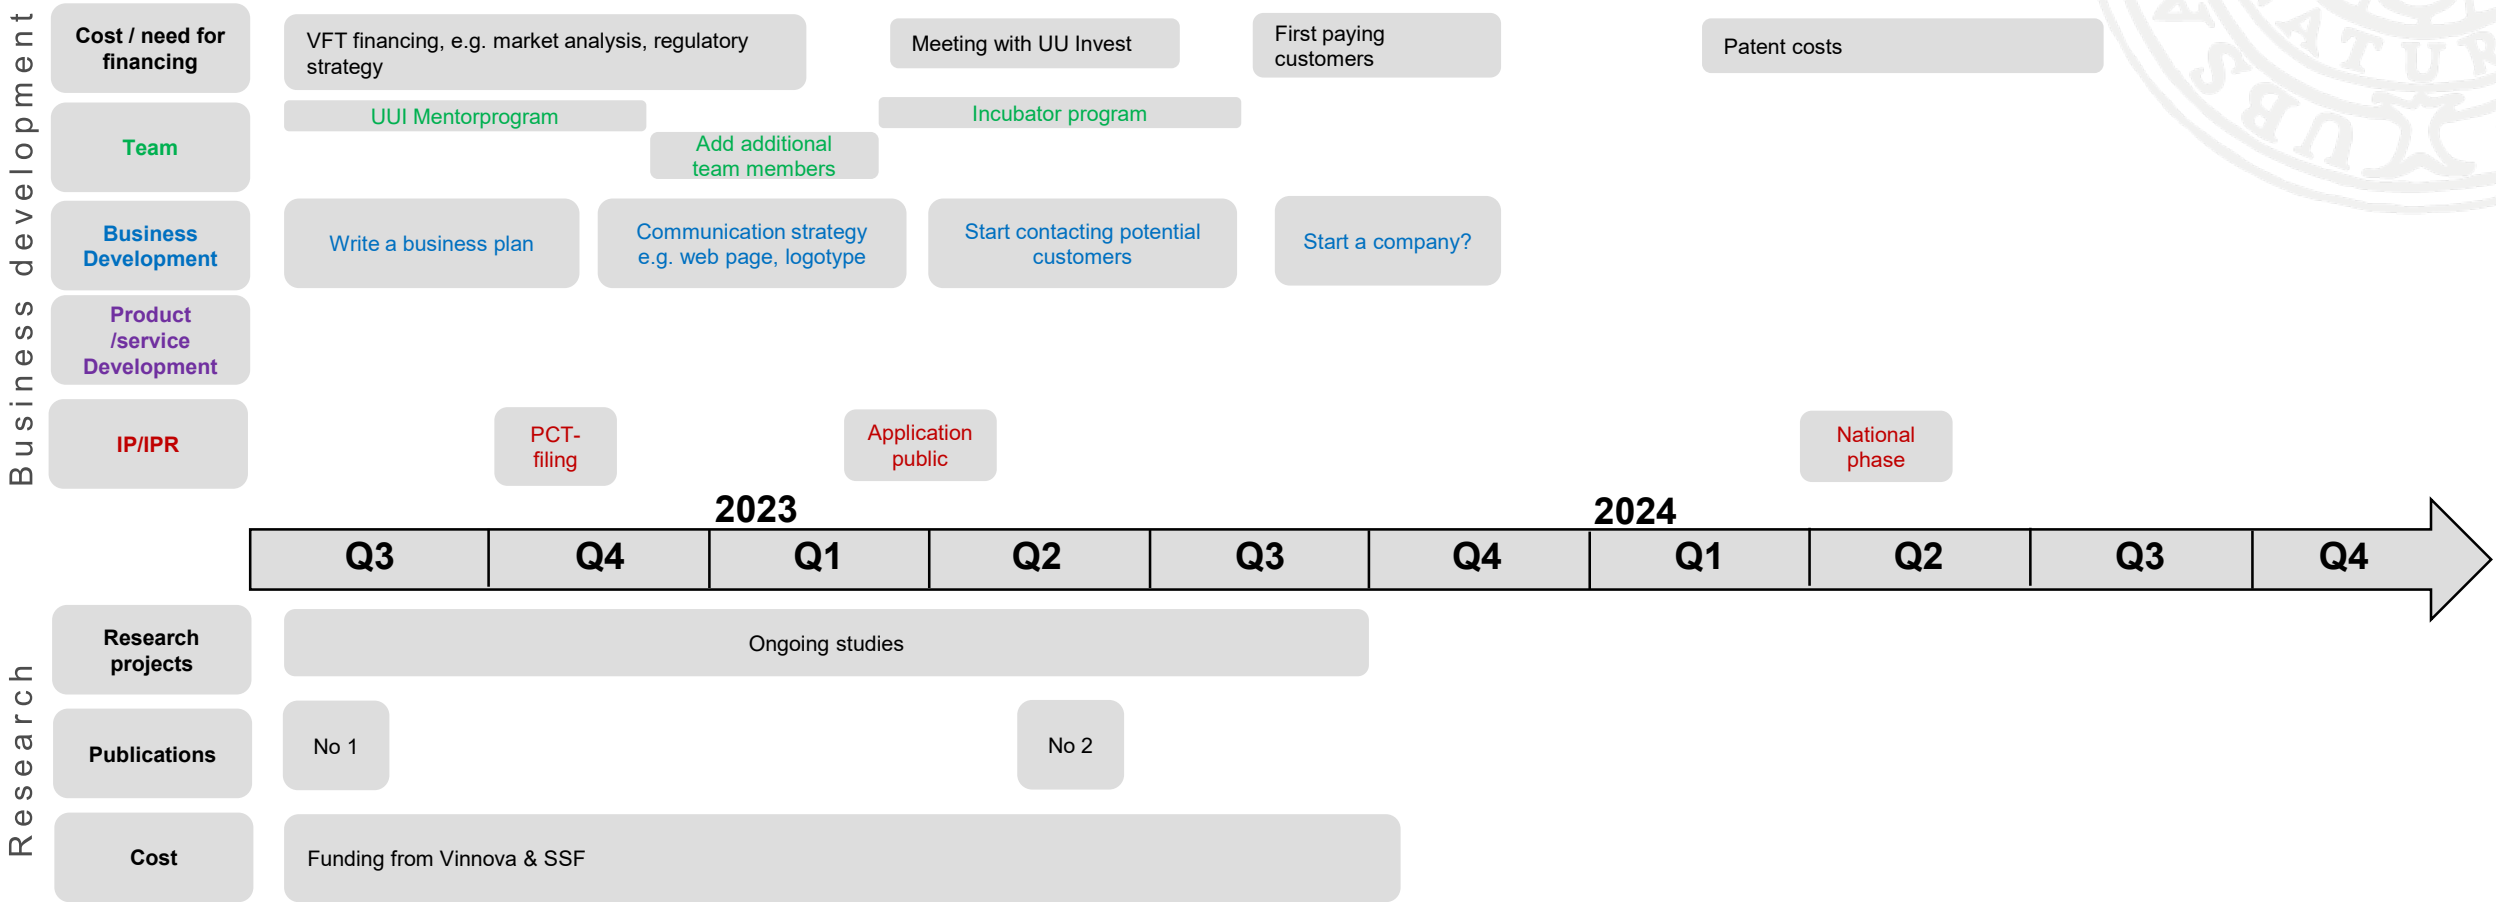 Business development
Cost / need for
financing
VFT financing, e.g. market analysis, regulatory
strategy
Meeting with UU Invest
First paying
customers
Patent costs
Team
UUI Mentorprogram
Add additional
team members
Incubator program
Business
Development
Write a business plan
Communication strategy
e.g. web page, logotype
Start contacting potential
customers
Start a company?
Product
/service
Development
IP/IPR
PCT-
filing
Application
public
National
phase
2023
2024
Q3
Q4
Q1
Q2
Q3
Q4
Q1
Q2
Q3
Q4
Research
Research
projects
Ongoing studies
Publications
No 1
No 2
Cost
Funding from Vinnova & SSF